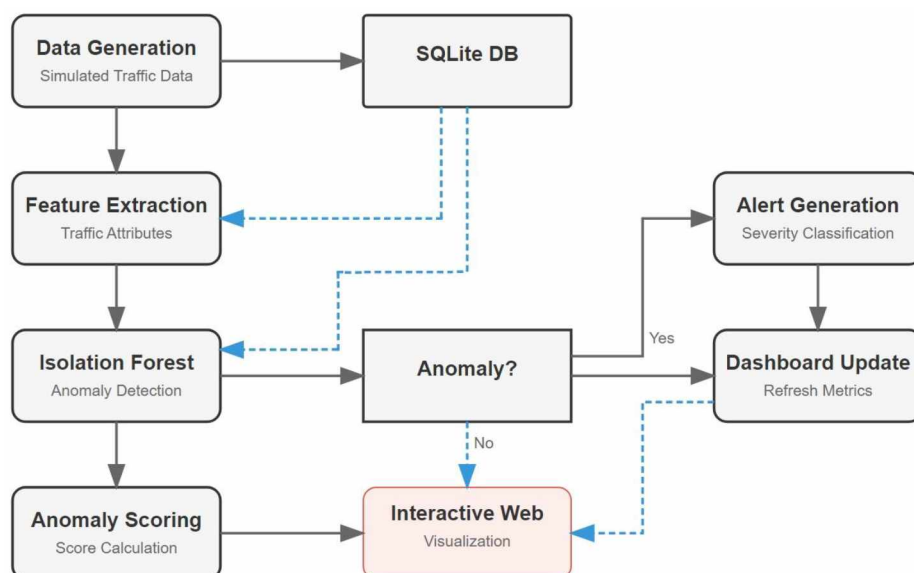 Data Generation
Simulated Traffic Data
SQLite DB
Feature Extraction
Traffic Attributes
Alert Generation
Severity Classification
Yes
Isolation Forest
Anomaly Detection
Anomaly?
Dashboard Update
Refresh Metrics
No
Anomaly Scoring
Score Calculation
Interactive Web
Visualization